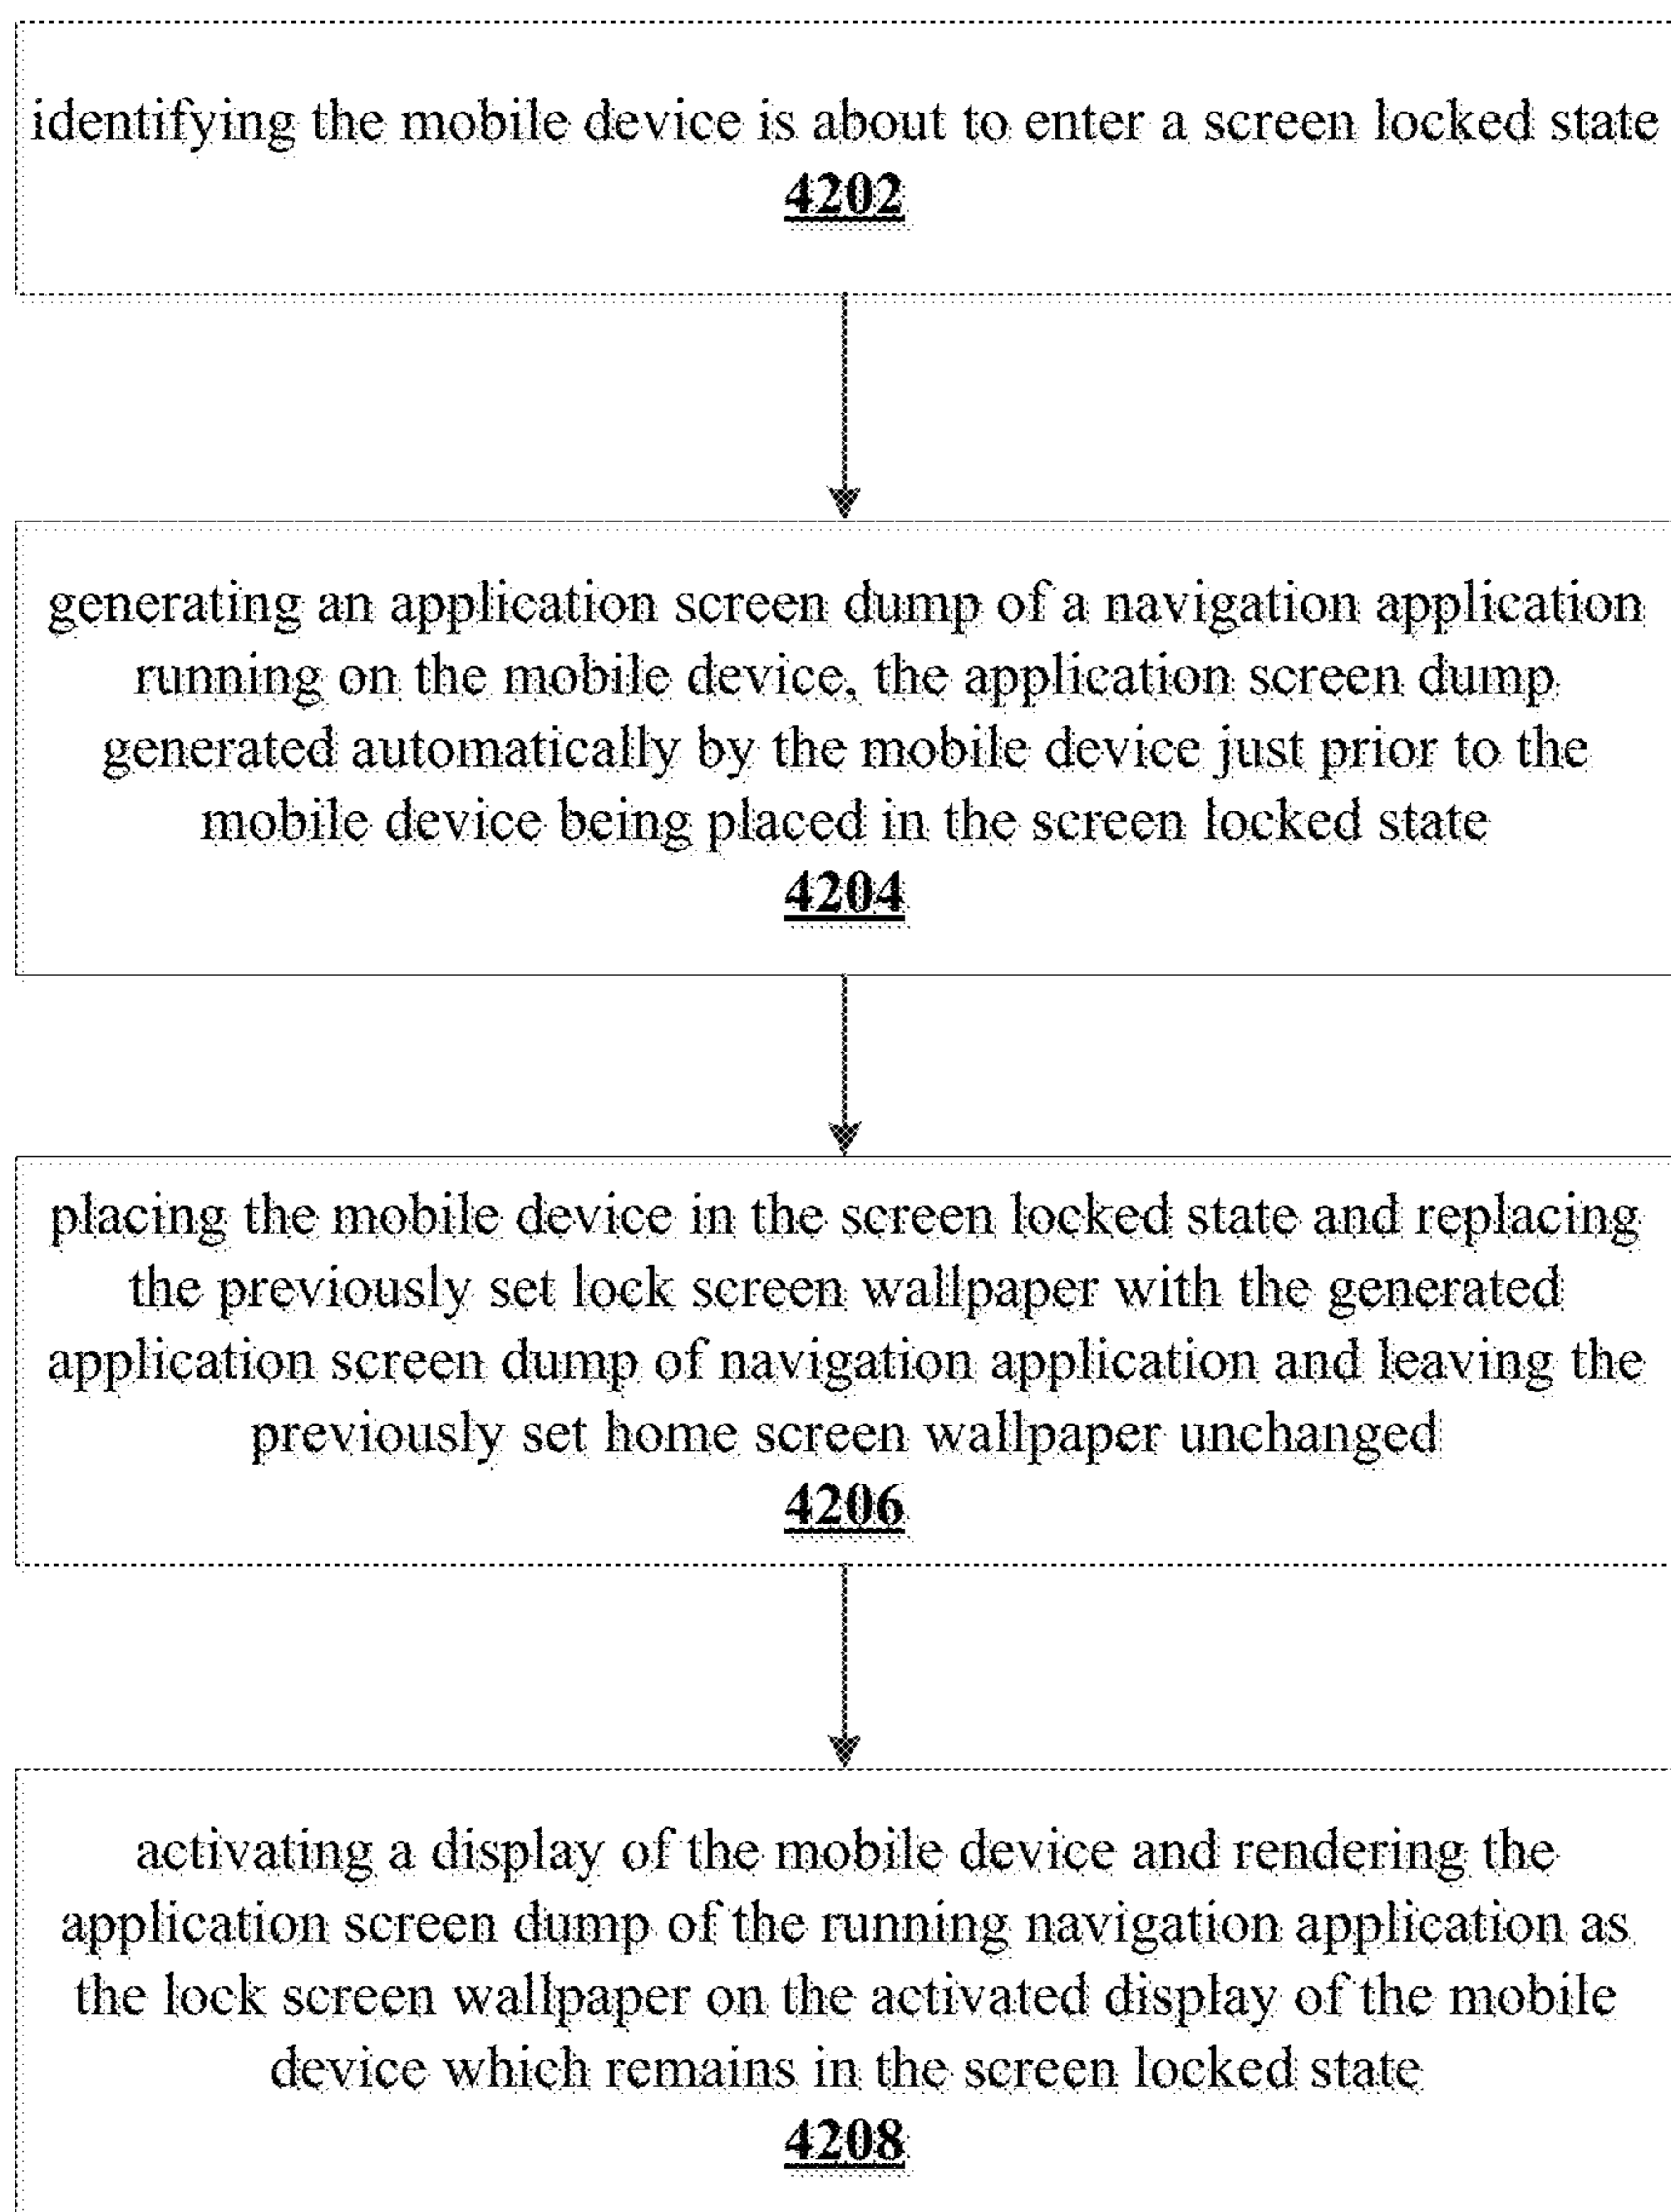 identifying the mobile device is about to enter a screen locked state
4202
generating an application screen dump of a navigation application
running on the mobile device, the application screen dump
generated automatically by the mobile device just prior to the
mobile device being placed in the screen locked state
4204
placing the mobile device in the screen locked state and replacing
the previously set lock screen wallpaper with the generated
application screen dump of navigation application and leaving the
previously set home screen wallpaper unchanged
4206
activating a display of the mobile device and rendering the
application screen dump of the running navigation application as
the lock screen wallpaper on the activated display of the mobile
device which remains in the screen locked state
4208